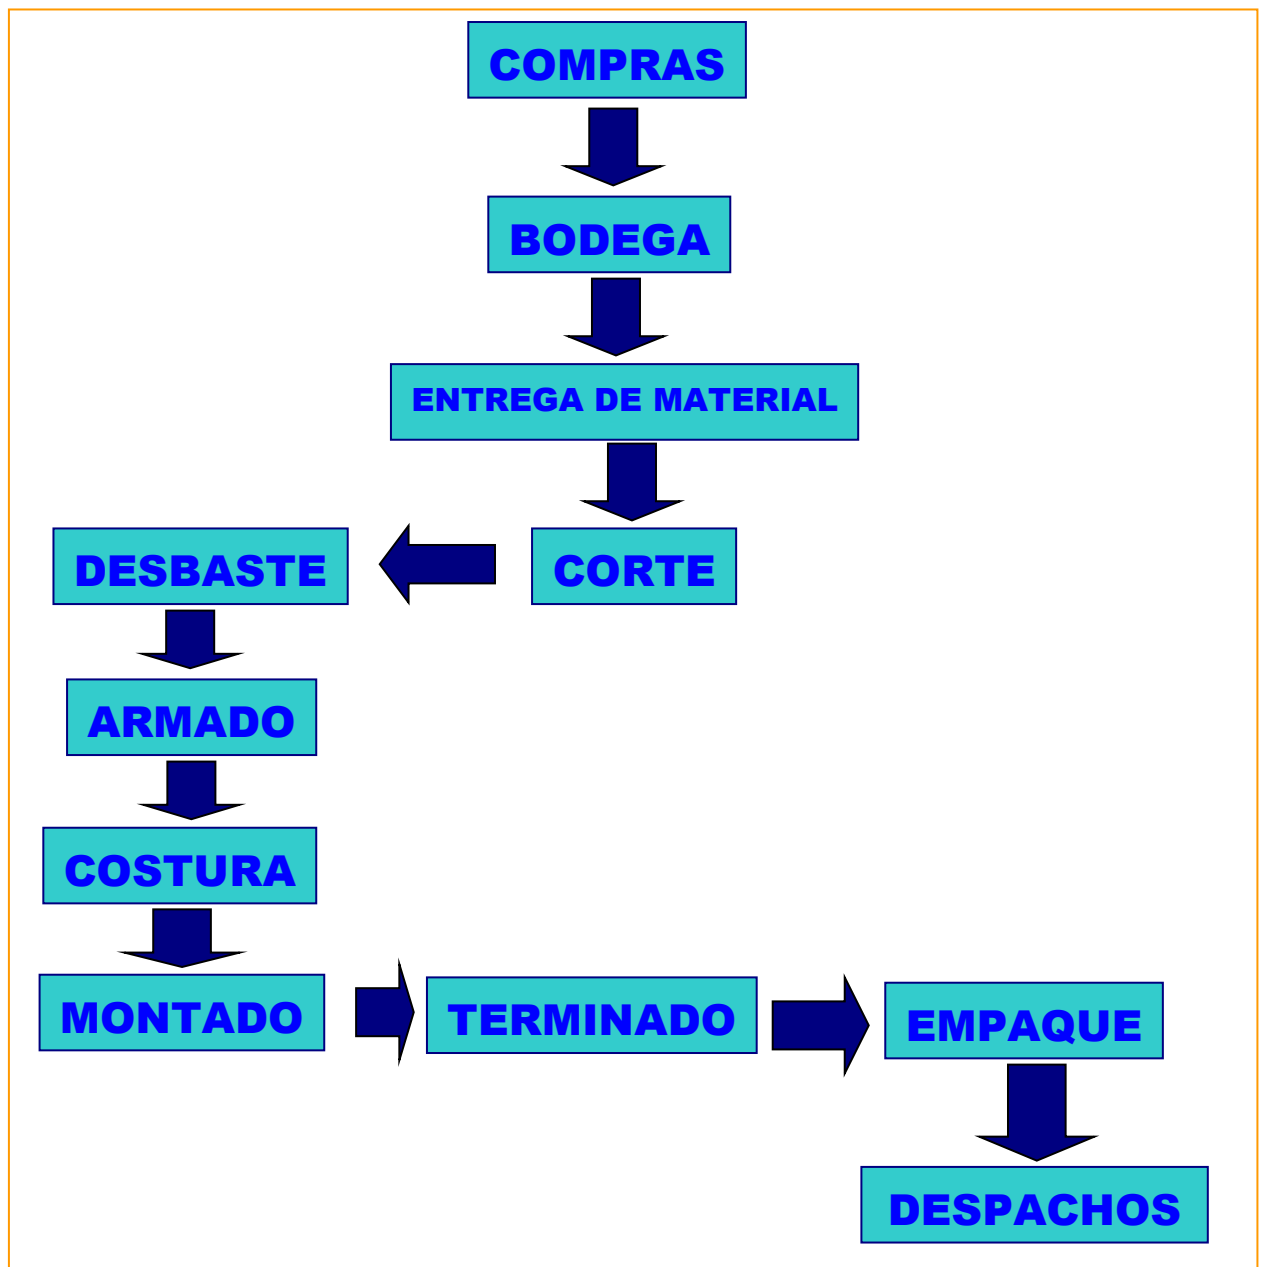 COMPRAS
BODEGA
ENTREGA DE MATERIAL
CORTE
DESBASTE
ARMADO
COSTURA
MONTADO
TERMINADO
EMPAQUE
DESPACHOS